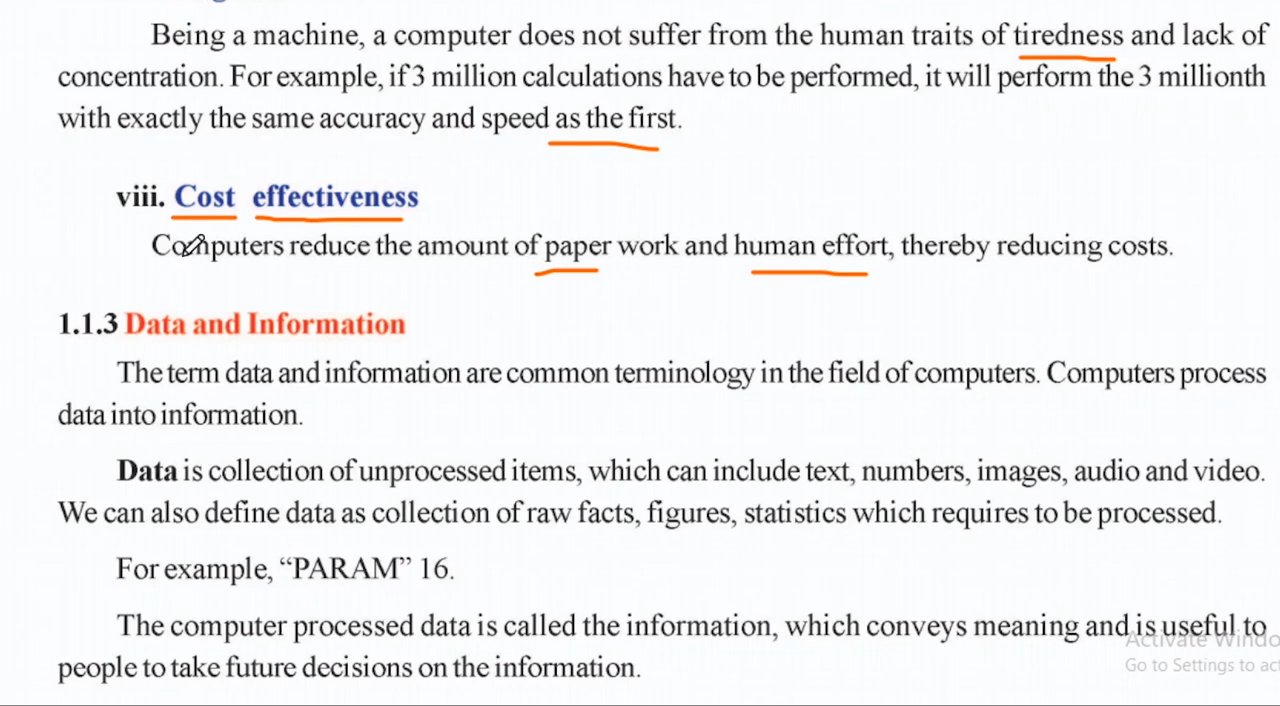 Being a machine, a computer does not suffer from the human traits of tiredness and lack of
concentration. For example, if 3 million calculations have to be performed, it will perform the 3 millionth
with exactly the same accuracy and speed as the first.
viii. Cost effectiveness
Computers reduce the amount of paper work and human effort, thereby reducing costs.
1.1.3 Data and Information
The term data and information are common terminology in the field of computers. Computers process
data into information.
Data is collection of unprocessed items, which can include text, numbers, images, audio and video.
We can also define data as collection of raw facts, figures, statistics which requires to be processed.
For example, “PARAM” 16.
The computer processed data is called the information, which conveys meaning and is useful to
people to take future decisions on the information.
Activate Windo
Go to Settings to act